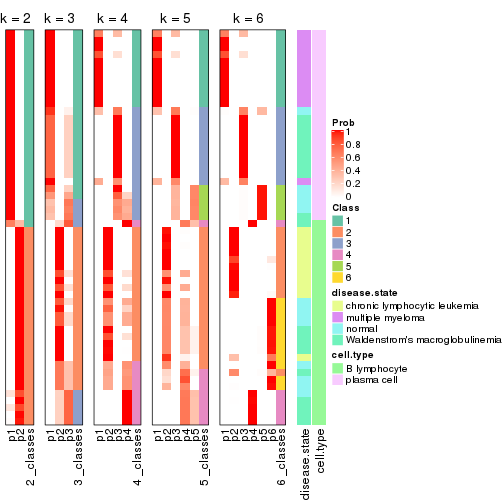 k = 2 k = 3 k = 4 k = 5 k = 6
p1 p2 2_classes p1 p2 p3 3_classes p1 p2 p3 p4 4_classes p1 p2 p3 p4 p5 5_classes p1 p2 p3 p4 p5 p6 6_classes disease.state cell.type
Prob
1
0.8
0.6
0.4
0.2
0
Class
1
2
3
4
5
6
disease.state
chronic lymphocytic leukemia
multiple myeloma
normal
Waldenstrom's macroglobulinemia
cell.type
B lymphocyte
plasma cell